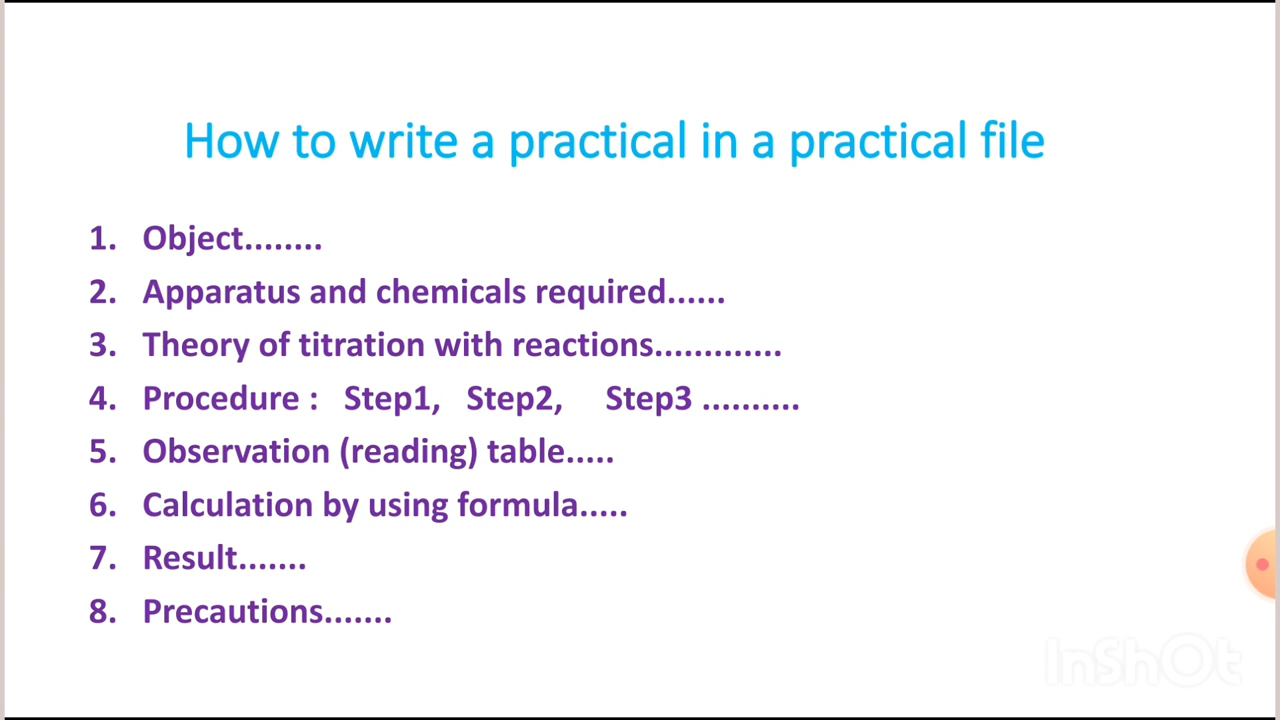 How to write a practical in a practical file
1. Object........
2. Apparatus and chemicals required......
3. Theory of titration with reactions.............
4. Procedure : Step1, Step2, Step3 ..........
5. Observation (reading) table.....
6. Calculation by using formula.....
7. Result.......
8. Precautions.......
InShOt